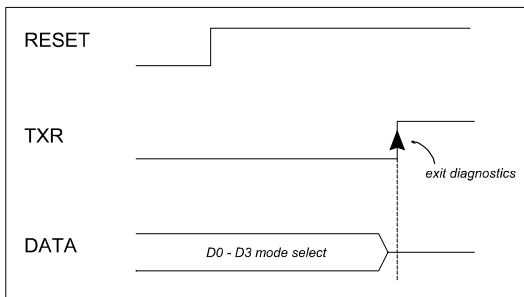 RESET
TXR
exit diagnostics
DATA
D0 - D3 mode select